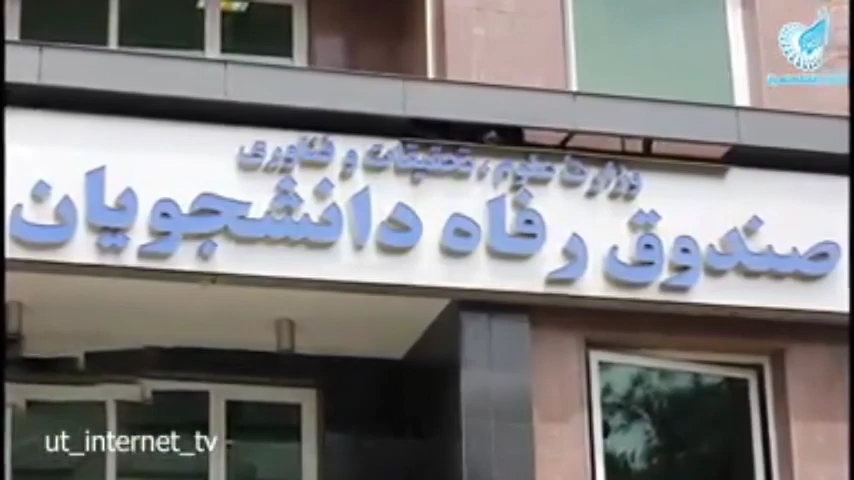 وزارت علوم، تحقیقات و فناوری
صندوق رفاه دانشجویان
ut_internet_tv